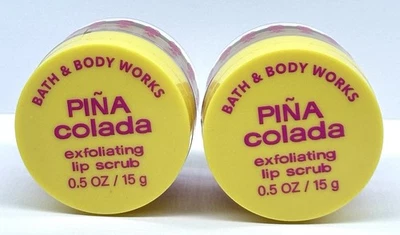 BATH & BODY WORKS
PIÑA
colada
exfoliating
lip scrub
0.5 OZ / 15 g
BATH & BODY WORKS
PIÑA
colada
exfoliating
lip scrub
0.5 OZ / 15 g